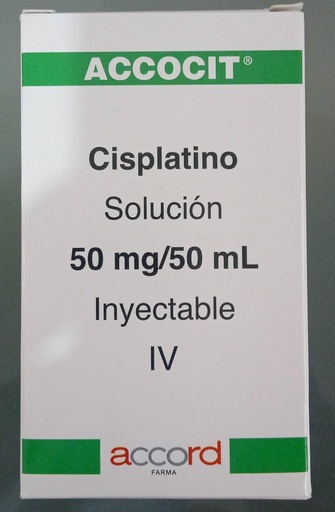 ACCOCIT®
Cisplatino
Solución
50 mg/50 mL
Inyectable
IV
accord
FARMA